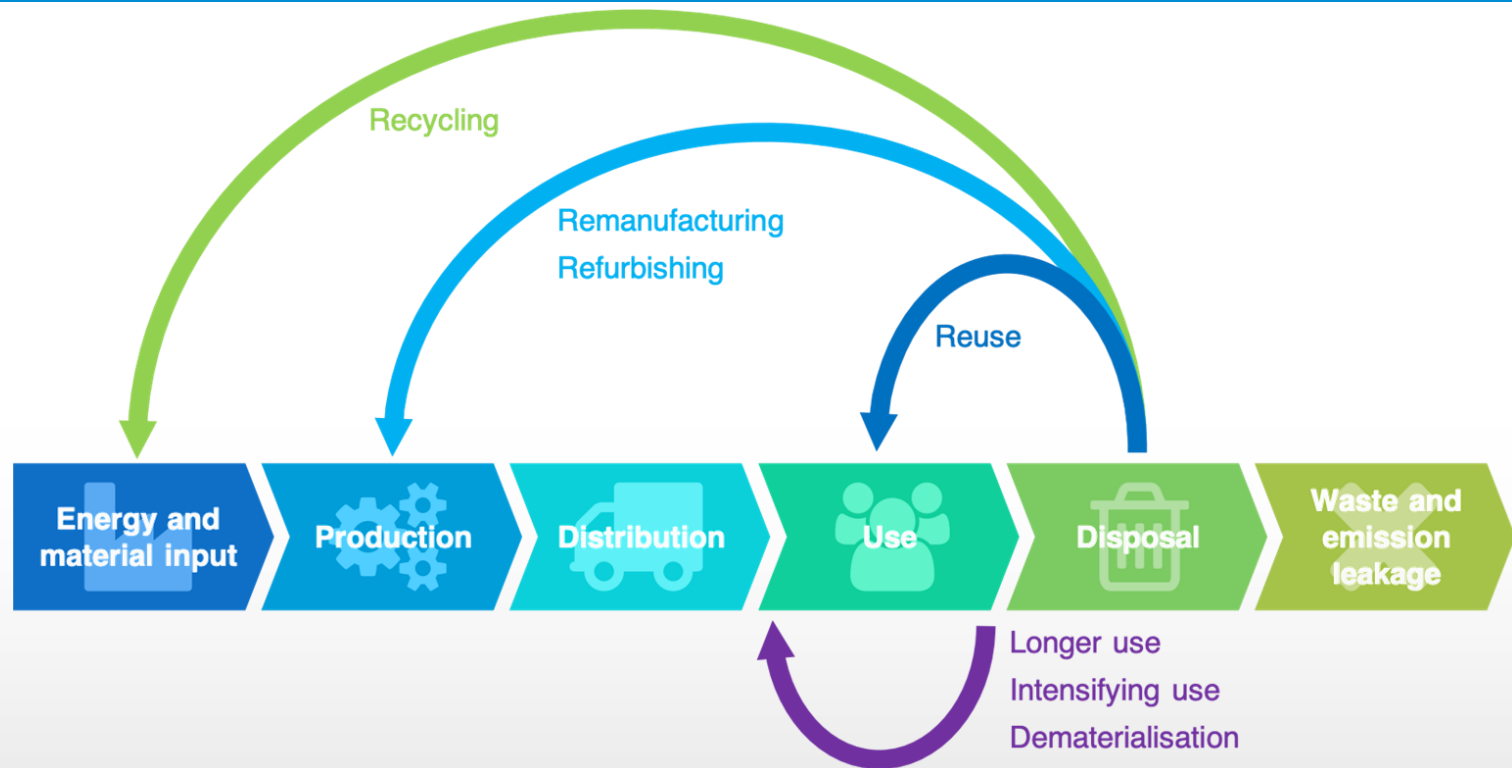 Recycling
Remanufacturing
Refurbishing
Reuse
Energy and
material input
Production
Distribution
Use
Disposal
Waste and
emission
leakage
Longer use
Intensifying use
Dematerialisation